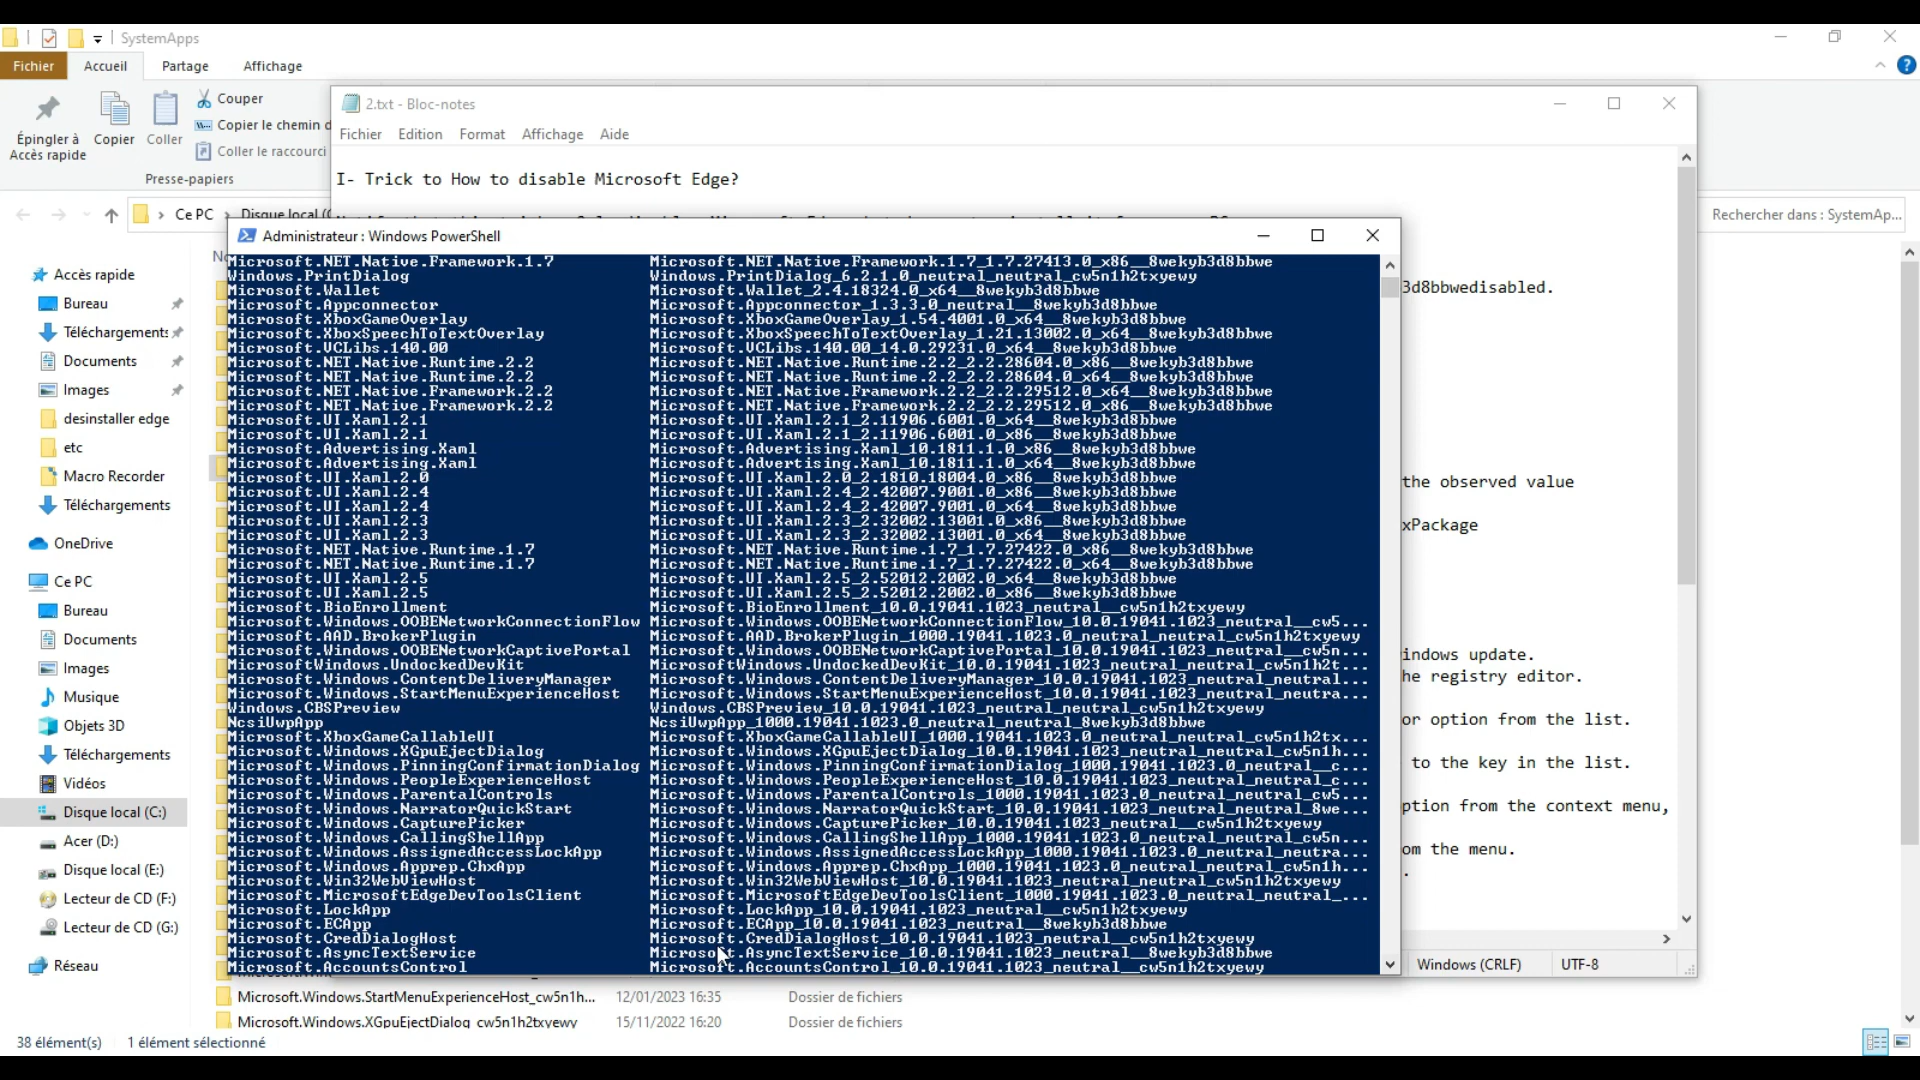 SystemApps
Fichier Accueil Partage Affichage
Couper
Copier le chemin d
Coller le raccourci
Épingler à Accès rapide
Copier
Coller
Presse-papiers
Ce PC > Disque local (
Rechercher dans : SystemAp...
Accès rapide
Bureau
Téléchargements
Documents
Images
desinstaller edge
etc
Macro Recorder
Téléchargements
OneDrive
Ce PC
Bureau
Documents
Images
Musique
Objets 3D
Téléchargements
Vidéos
Disque local (C:)
Acer (D:)
Disque local (E:)
Lecteur de CD (F:)
Lecteur de CD (G:)
Réseau
2.txt - Bloc-notes
Fichier Edition Format Affichage Aide
I- Trick to How to disable Microsoft Edge?
3d8bbwedisabled.
the observed value
xPackage
indows update.
he registry editor.
or option from the list.
to the key in the list.
ption from the context menu,
om the menu.
Windows (CRLF) UTF-8
Administrateur : Windows PowerShell
Microsoft.NET.Native.Framework.1.7 Microsoft.NET.Native.Framework.1.7_1.7.27413.0_x86__8wekyb3d8bbwe
Windows.PrintDialog Windows.PrintDialog_6.2.1.0_neutral_neutral_cw5n1h2txyewy
Microsoft.Wallet Microsoft.Wallet_2.4.18324.0_x64__8wekyb3d8bbwe
Microsoft.Appconnector Microsoft.Appconnector_1.3.3.0_neutral__8wekyb3d8bbwe
Microsoft.XboxGameOverlay Microsoft.XboxGameOverlay_1.54.4001.0_x64__8wekyb3d8bbwe
Microsoft.XboxSpeechToTextOverlay Microsoft.XboxSpeechToTextOverlay_1.21.13002.0_x64__8wekyb3d8bbwe
Microsoft.VCLibs.140.00 Microsoft.VCLibs.140.00_14.0.29231.0_x64__8wekyb3d8bbwe
Microsoft.NET.Native.Runtime.2.2 Microsoft.NET.Native.Runtime.2.2_2.2.28604.0_x86__8wekyb3d8bbwe
Microsoft.NET.Native.Runtime.2.2 Microsoft.NET.Native.Runtime.2.2_2.2.28604.0_x64__8wekyb3d8bbwe
Microsoft.NET.Native.Framework.2.2 Microsoft.NET.Native.Framework.2.2_2.2.29512.0_x64__8wekyb3d8bbwe
Microsoft.NET.Native.Framework.2.2 Microsoft.NET.Native.Framework.2.2_2.2.29512.0_x86__8wekyb3d8bbwe
Microsoft.UI.Xaml.2.1 Microsoft.UI.Xaml.2.1_2.11906.6001.0_x64__8wekyb3d8bbwe
Microsoft.UI.Xaml.2.1 Microsoft.UI.Xaml.2.1_2.11906.6001.0_x86__8wekyb3d8bbwe
Microsoft.Advertising.Xaml Microsoft.Advertising.Xaml_10.1811.1.0_x86__8wekyb3d8bbwe
Microsoft.Advertising.Xaml Microsoft.Advertising.Xaml_10.1811.1.0_x64__8wekyb3d8bbwe
Microsoft.UI.Xaml.2.0 Microsoft.UI.Xaml.2.0_2.1810.18004.0_x86__8wekyb3d8bbwe
Microsoft.UI.Xaml.2.4 Microsoft.UI.Xaml.2.4_2.42007.9001.0_x86__8wekyb3d8bbwe
Microsoft.UI.Xaml.2.4 Microsoft.UI.Xaml.2.4_2.42007.9001.0_x64__8wekyb3d8bbwe
Microsoft.UI.Xaml.2.3 Microsoft.UI.Xaml.2.3_2.32002.13001.0_x86__8wekyb3d8bbwe
Microsoft.UI.Xaml.2.3 Microsoft.UI.Xaml.2.3_2.32002.13001.0_x64__8wekyb3d8bbwe
Microsoft.NET.Native.Runtime.1.7 Microsoft.NET.Native.Runtime.1.7_1.7.27422.0_x86__8wekyb3d8bbwe
Microsoft.NET.Native.Runtime.1.7 Microsoft.NET.Native.Runtime.1.7_1.7.27422.0_x64__8wekyb3d8bbwe
Microsoft.UI.Xaml.2.5 Microsoft.UI.Xaml.2.5_2.52012.2002.0_x64__8wekyb3d8bbwe
Microsoft.UI.Xaml.2.5 Microsoft.UI.Xaml.2.5_2.52012.2002.0_x86__8wekyb3d8bbwe
Microsoft.BioEnrollment Microsoft.BioEnrollment_10.0.19041.1023_neutral__cw5n1h2txyewy
Microsoft.Windows.OOBENetworkConnectionFlow Microsoft.Windows.OOBENetworkConnectionFlow_10.0.19041.1023_neutral__cw5...
Microsoft.AAD.BrokerPlugin Microsoft.AAD.BrokerPlugin_1000.19041.1023.0_neutral_neutral_cw5n1h2txyewy
Microsoft.Windows.OOBENetworkCaptivePortal Microsoft.Windows.OOBENetworkCaptivePortal_10.0.19041.1023_neutral__cw5n...
MicrosoftWindows.UndockedDevKit MicrosoftWindows.UndockedDevKit_10.0.19041.1023_neutral_neutral_cw5n1h2t...
Microsoft.Windows.ContentDeliveryManager Microsoft.Windows.ContentDeliveryManager_10.0.19041.1023_neutral_neutral...
Microsoft.Windows.StartMenuExperienceHost Microsoft.Windows.StartMenuExperienceHost_10.0.19041.1023_neutral_neutra...
Windows.CBSPreview Windows.CBSPreview_10.0.19041.1023_neutral_neutral_cw5n1h2txyewy
NcsiUwpApp NcsiUwpApp_1000.19041.1023.0_neutral_neutral_8wekyb3d8bbwe
Microsoft.XboxGameCallableUI Microsoft.XboxGameCallableUI_1000.19041.1023.0_neutral_neutral_cw5n1h2tx...
Microsoft.Windows.XGpuEjectDialog Microsoft.Windows.XGpuEjectDialog_10.0.19041.1023_neutral_neutral_cw5n1h...
Microsoft.Windows.PinningConfirmationDialog Microsoft.Windows.PinningConfirmationDialog_1000.19041.1023.0_neutral__c...
Microsoft.Windows.PeopleExperienceHost Microsoft.Windows.PeopleExperienceHost_10.0.19041.1023_neutral_neutral_c...
Microsoft.Windows.ParentalControls Microsoft.Windows.ParentalControls_1000.19041.1023.0_neutral_neutral_cw5...
Microsoft.Windows.NarratorQuickStart Microsoft.Windows.NarratorQuickStart_10.0.19041.1023_neutral_neutral_8we...
Microsoft.Windows.CapturePicker Microsoft.Windows.CapturePicker_10.0.19041.1023_neutral__cw5n1h2txyewy
Microsoft.Windows.CallingShellApp Microsoft.Windows.CallingShellApp_1000.19041.1023.0_neutral_neutral_cw5n...
Microsoft.Windows.AssignedAccessLockApp Microsoft.Windows.AssignedAccessLockApp_1000.19041.1023.0_neutral_neutra...
Microsoft.Windows.Apprep.ChxApp Microsoft.Windows.Apprep.ChxApp_1000.19041.1023.0_neutral_neutral_cw5n1h...
Microsoft.Win32WebViewHost Microsoft.Win32WebViewHost_10.0.19041.1023_neutral_neutral_cw5n1h2txyewy
Microsoft.MicrosoftEdgeDevToolsClient Microsoft.MicrosoftEdgeDevToolsClient_1000.19041.1023.0_neutral_neutral_...
Microsoft.LockApp Microsoft.LockApp_10.0.19041.1023_neutral__cw5n1h2txyewy
Microsoft.ECApp Microsoft.ECApp_10.0.19041.1023_neutral__8wekyb3d8bbwe
Microsoft.CredDialogHost Microsoft.CredDialogHost_10.0.19041.1023_neutral__cw5n1h2txyewy
Microsoft.AsyncTextService Microsoft.AsyncTextService_10.0.19041.1023_neutral__8wekyb3d8bbwe
Microsoft.AccountsControl Microsoft.AccountsControl_10.0.19041.1023_neutral__cw5n1h2txyewy
Microsoft.Windows.StartMenuExperienceHost_cw5n1h... 12/01/2023 16:35 Dossier de fichiers
Microsoft.Windows.XGpuEjectDialog_cw5n1h2txyewy 15/11/2022 16:20 Dossier de fichiers
38 élément(s) 1 élément sélectionné